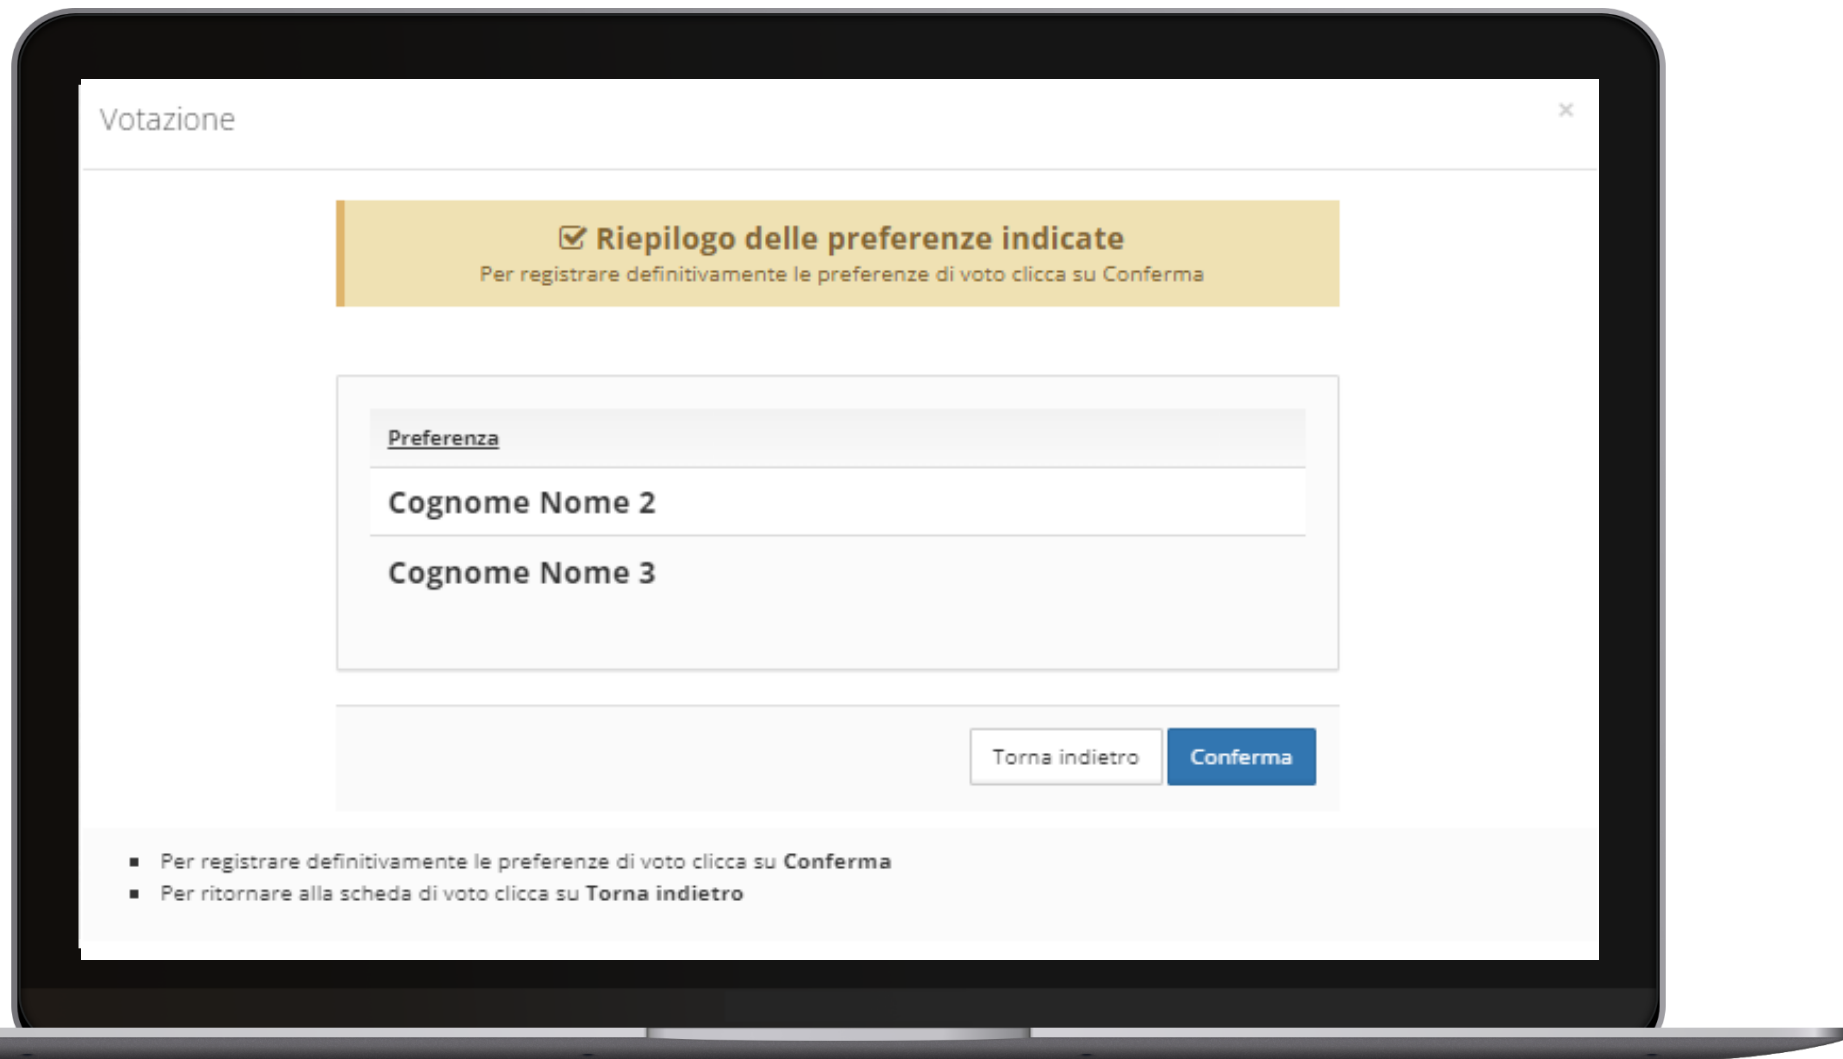 Votazione
×
Riepilogo delle preferenze indicate
Per registrare definitivamente le preferenze di voto clicca su Conferma
Preferenza
Cognome Nome 2
Cognome Nome 3
Torna indietro Conferma
Per registrare definitivamente le preferenze di voto clicca su Conferma
Per ritornare alla scheda di voto clicca su Torna indietro